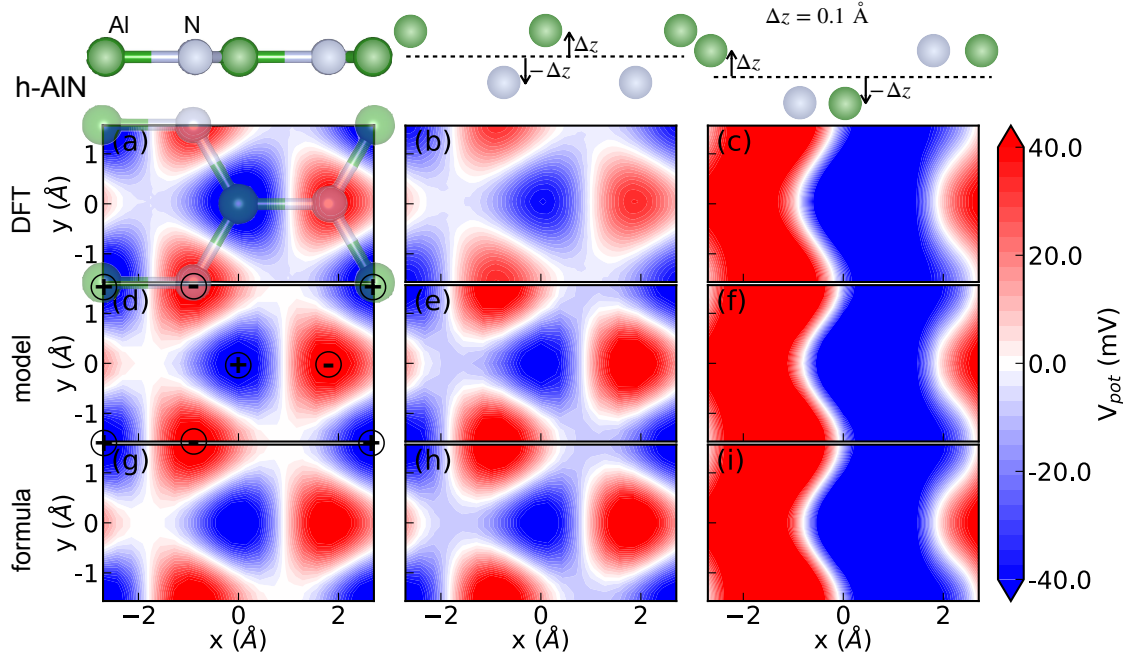 Al N
Δz = 0.1 Å
Δz
−Δz
Δz
−Δz
h-AlN
(a) (b) (c)
DFT
y (Å)
1
0
-1
+ - +
(d) (e) (f)
model
y (Å)
1
0
-1
+ -
+ - +
(g) (h) (i)
formula
y (Å)
1
0
-1
−2 0 2
−2 0 2
−2 0 2
x (Å) x (Å) x (Å)
40.0
20.0
0.0
-20.0
-40.0
V_pot (mV)